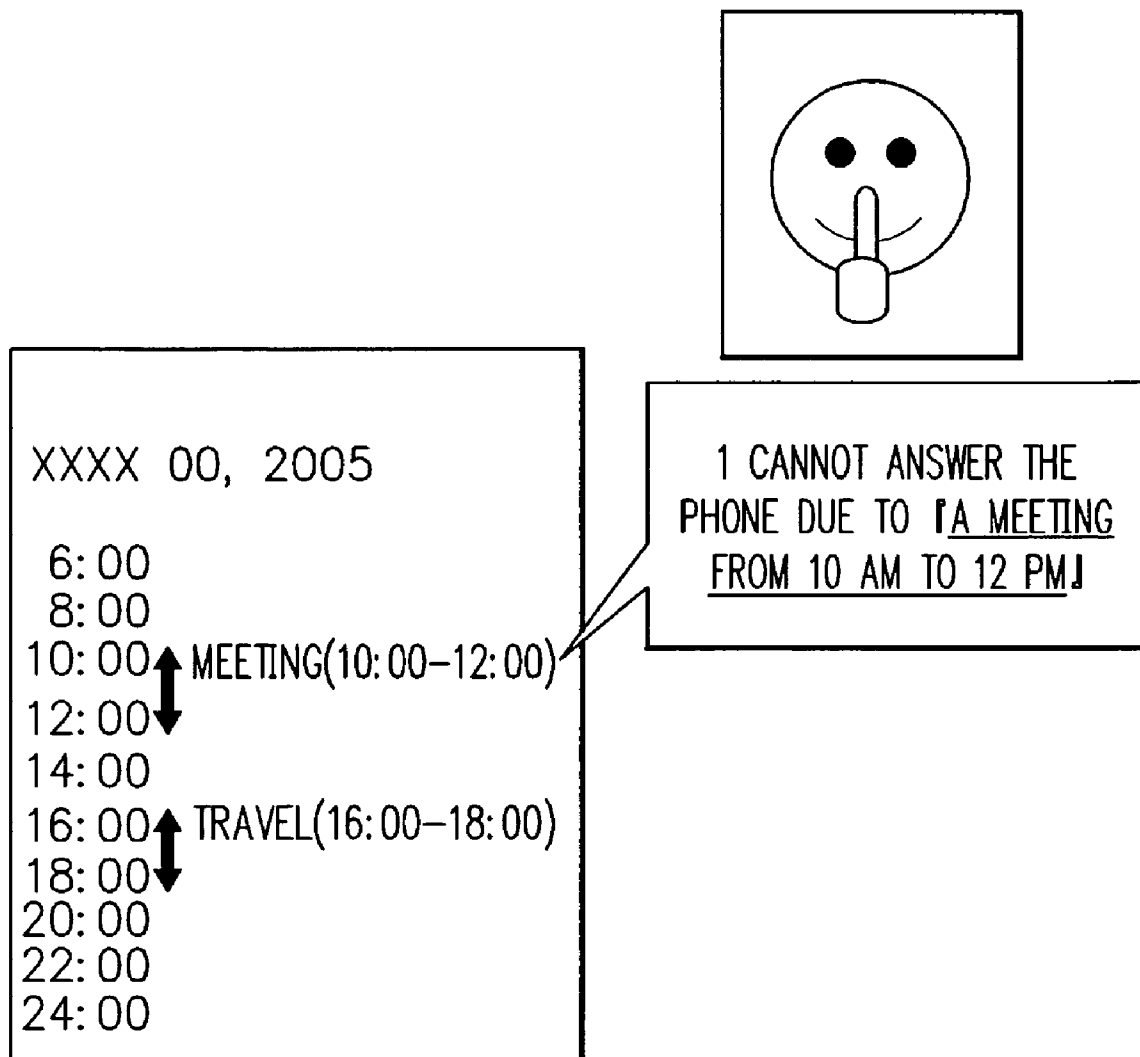 XXXX 00, 2005
6:00
8:00
10:00 MEETING(10:00-12:00)
12:00
14:00
16:00 TRAVEL(16:00-18:00)
18:00
20:00
22:00
24:00
1 CANNOT ANSWER THE
PHONE DUE TO 『A MEETING
FROM 10 AM TO 12 PM』